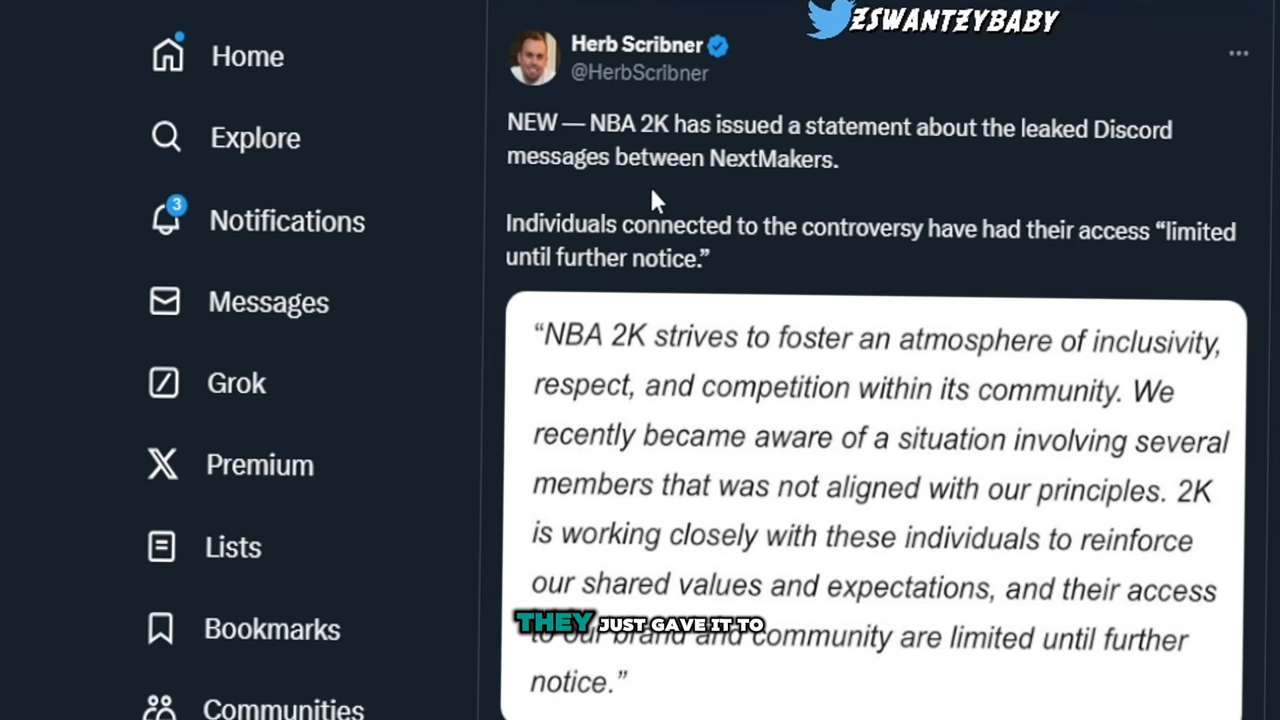 ZSWANTZYBABY
Home
Explore
3
Notifications
Messages
Grok
Premium
Lists
Bookmarks
Communities
Herb Scribner
@HerbScribner
NEW — NBA 2K has issued a statement about the leaked Discord
messages between NextMakers.
Individuals connected to the controversy have had their access “limited
until further notice.”
“NBA 2K strives to foster an atmosphere of inclusivity,
respect, and competition within its community. We
recently became aware of a situation involving several
members that was not aligned with our principles. 2K
is working closely with these individuals to reinforce
our shared values and expectations, and their access
THEY JUST GAVE IT TO
to our brand and community are limited until further
notice.”